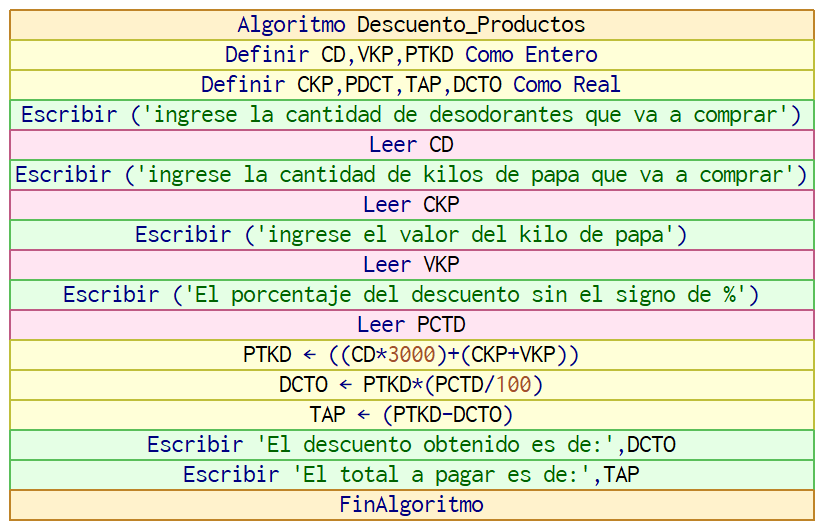 Algoritmo Descuento_Productos
Definir CD,VKP,PTKD Como Entero
Definir CKP,PDCT,TAP,DCTO Como Real
Escribir ('ingrese la cantidad de desodorantes que va a comprar')
Leer CD
Escribir ('ingrese la cantidad de kilos de papa que va a comprar')
Leer CKP
Escribir ('ingrese el valor del kilo de papa')
Leer VKP
Escribir ('El porcentaje del descuento sin el signo de %')
Leer PCTD
PTKD ← ((CD*3000)+(CKP+VKP))
DCTO ← PTKD*(PCTD/100)
TAP ← (PTKD-DCTO)
Escribir 'El descuento obtenido es de:',DCTO
Escribir 'El total a pagar es de:',TAP
FinAlgoritmo